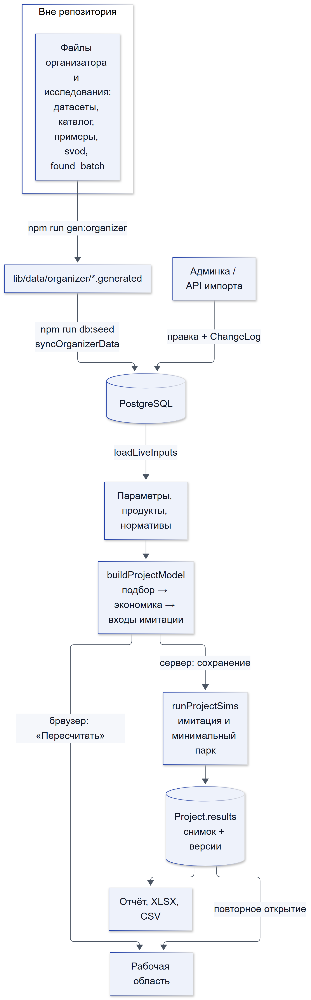 Вне репозитория
Файлы
организатора
и
исследования:
датасеты,
каталог,
примеры,
svod,
found_batch
npm run gen:organizer
lib/data/organizer/*.generated
Админка /
API импорта
npm run db:seed
syncOrganizerData
правка + ChangeLog
PostgreSQL
loadLiveInputs
Параметры,
продукты,
нормативы
buildProjectModel
подбор →
экономика →
входы имитации
сервер: сохранение
браузер:
«Пересчитать»
runProjectSims
имитация и
минимальный
парк
Project.results
снимок +
версии
Отчёт, XLSX,
CSV
повторное открытие
Рабочая
область